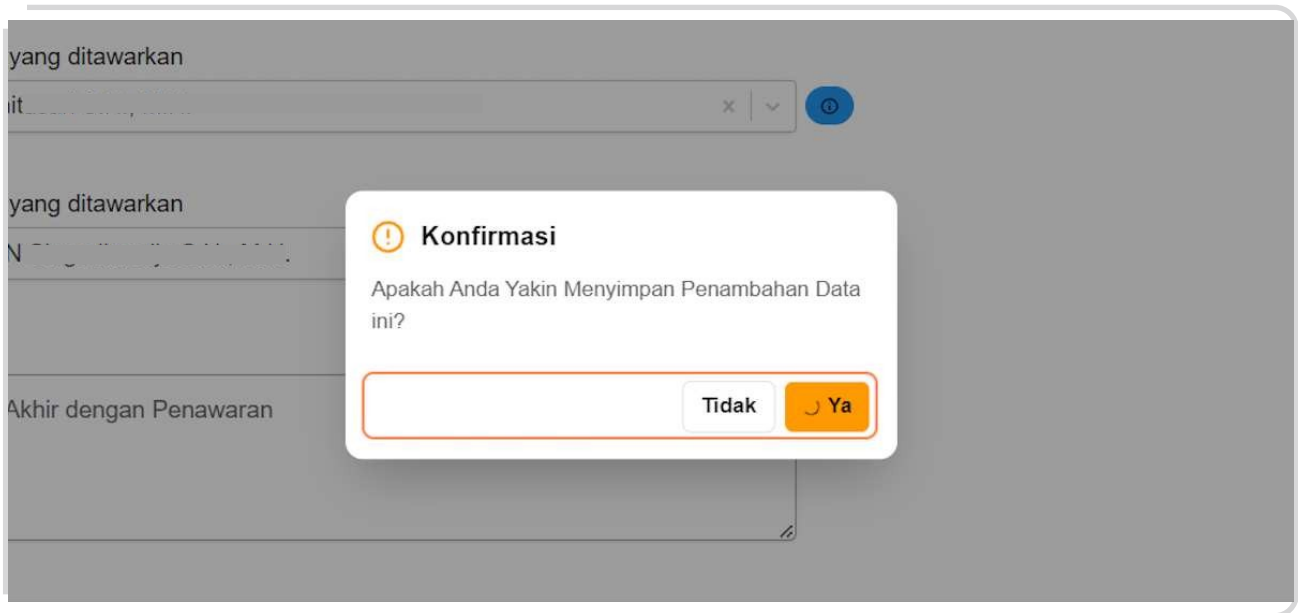 yang ditawarkan
yang ditawarkan
N
Konfirmasi
Apakah Anda Yakin Menyimpan Penambahan Data
ini?
Akhir dengan Penawaran
Tidak
Ya